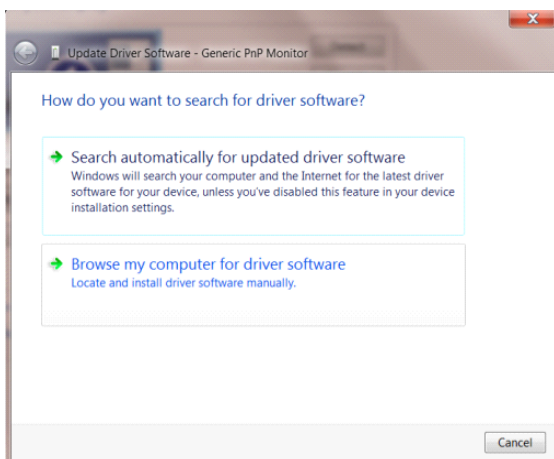 Update Driver Software - Generic PnP Monitor
How do you want to search for driver software?
Search automatically for updated driver software
Windows will search your computer and the Internet for the latest driver
software for your device, unless you've disabled this feature in your device
installation settings.
Browse my computer for driver software
Locate and install driver software manually.
Cancel